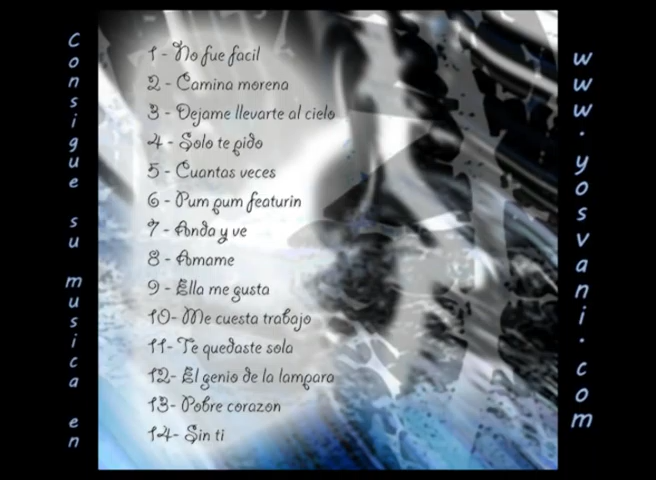 Consigue su musica en
1 - No fue facil
2 - Camina morena
3 - Dejame llevarte al cielo
4 - Solo te pido
5 - Cuantas veces
6 - Pum pum featurin
7 - Anda y ve
8 - Amame
9 - Ella me gusta
10- Me cuesta trabajo
11- Te quedaste sola
12- El genio de la lampara
13- Pobre corazon
14- Sin ti
www.yosvani.com